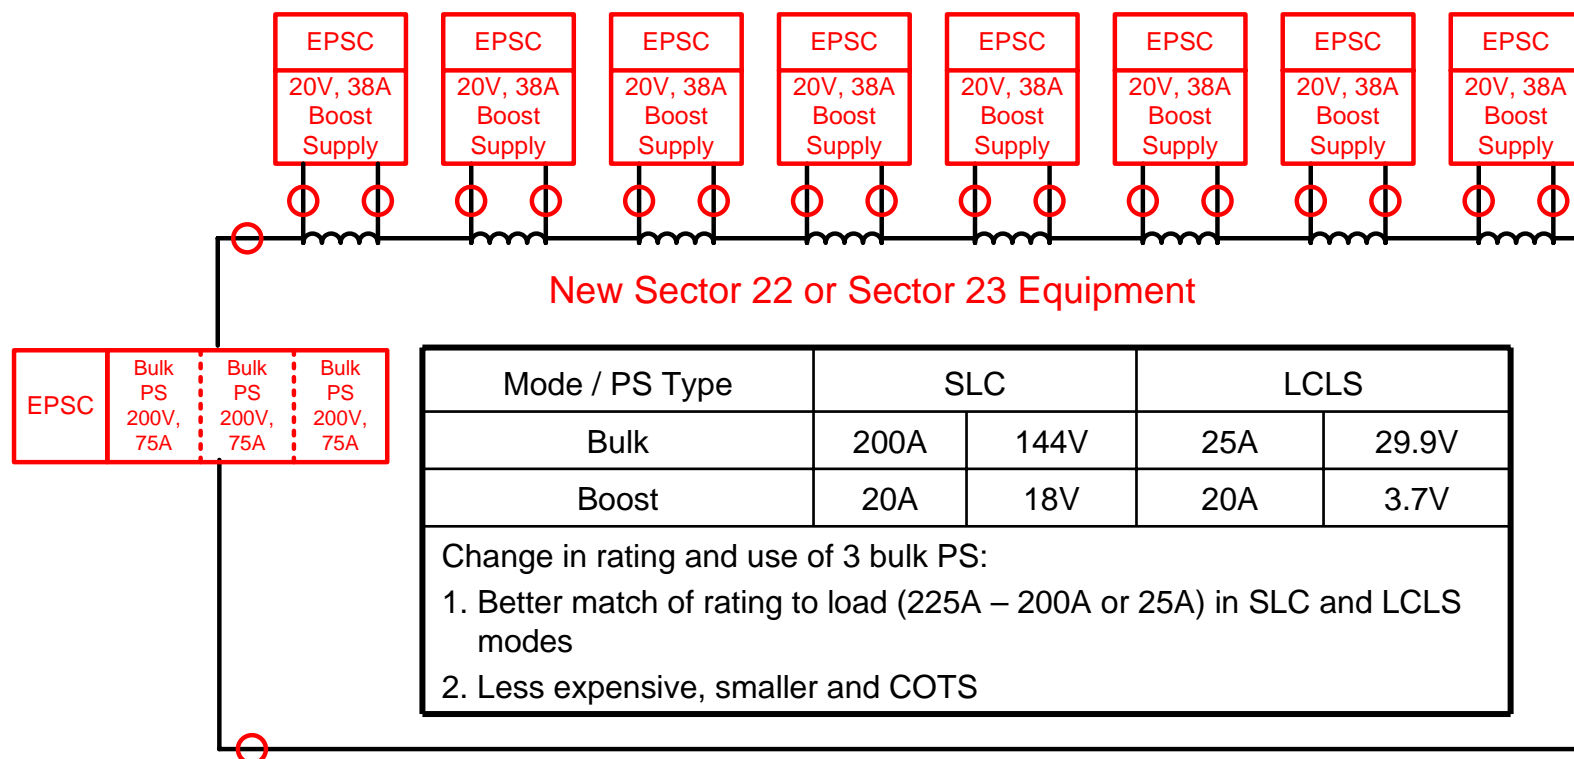 EPSC EPSC EPSC EPSC EPSC EPSC EPSC EPSC
20V, 38A 20V, 38A 20V, 38A 20V, 38A 20V, 38A 20V, 38A 20V, 38A 20V, 38A
Boost Boost Boost Boost Boost Boost Boost Boost
Supply Supply Supply Supply Supply Supply Supply Supply
New Sector 22 or Sector 23 Equipment
EPSC
Bulk
PS
200V,
75A
Bulk
PS
200V,
75A
Bulk
PS
200V,
75A
Mode / PS Type SLC LCLS
Bulk 200A 144V 25A 29.9V
Boost 20A 18V 20A 3.7V
Change in rating and use of 3 bulk PS:
1. Better match of rating to load (225A – 200A or 25A) in SLC and LCLS
modes
2. Less expensive, smaller and COTS